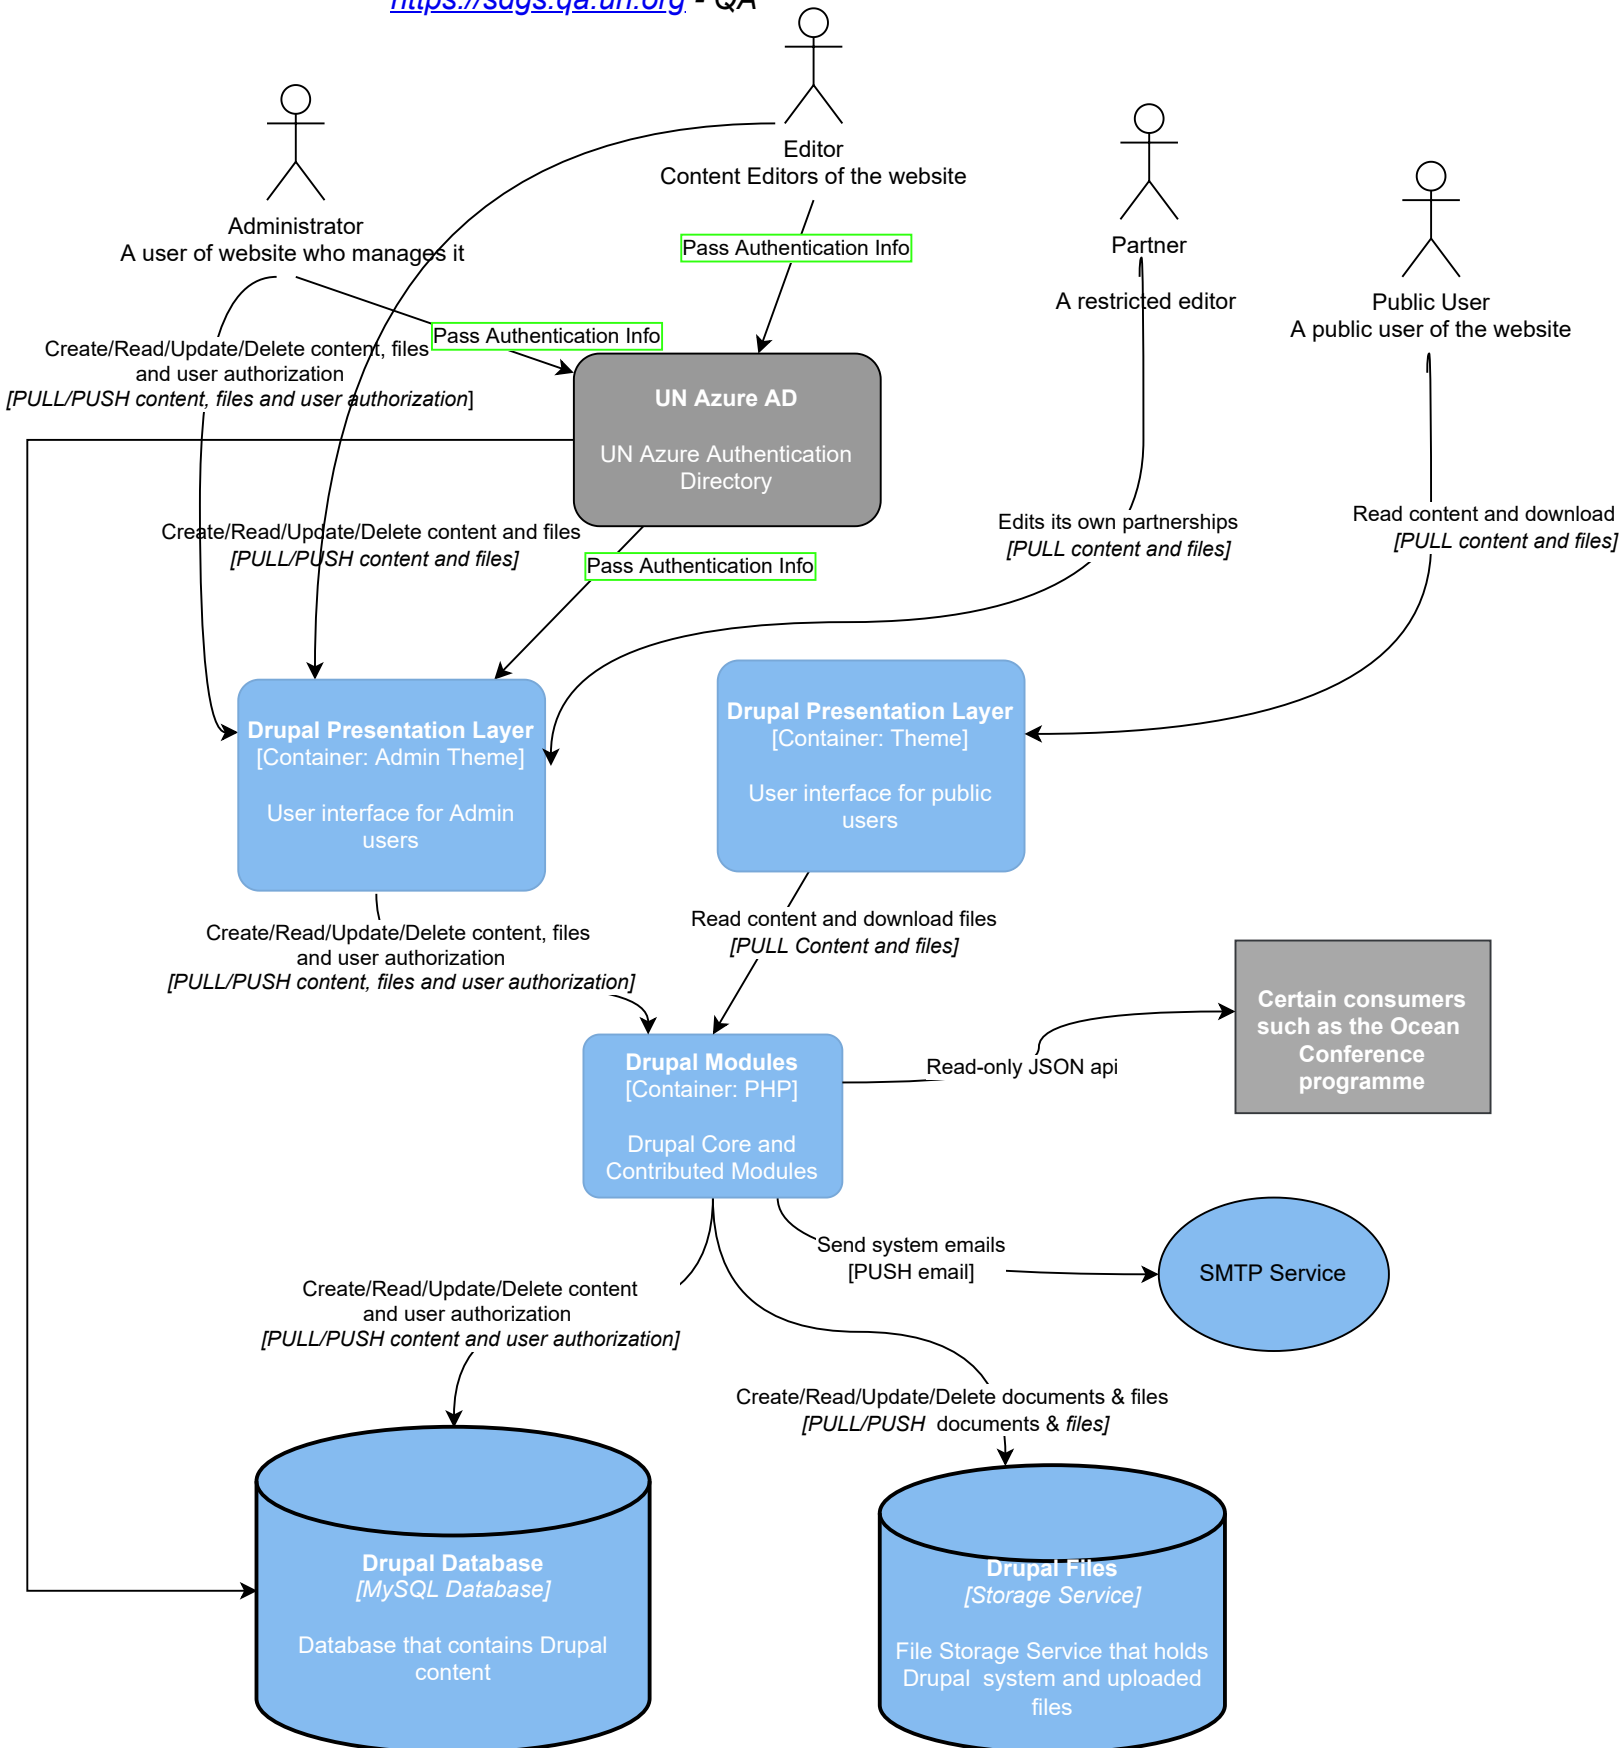 https://sdgs.qa.un.org - QA
Editor
Content Editors of the website
Administrator
A user of website who manages it
Partner
A restricted editor
Public User
A public user of the website
Pass Authentication Info
Pass Authentication Info
Create/Read/Update/Delete content, files
and user authorization
[PULL/PUSH content, files and user authorization]
UN Azure AD
UN Azure Authentication
Directory
Create/Read/Update/Delete content and files
[PULL/PUSH content and files]
Pass Authentication Info
Edits its own partnerships
[PULL content and files]
Read content and download
[PULL content and files]
Drupal Presentation Layer
[Container: Admin Theme]
User interface for Admin
users
Drupal Presentation Layer
[Container: Theme]
User interface for public
users
Create/Read/Update/Delete content, files
and user authorization
[PULL/PUSH content, files and user authorization]
Read content and download files
[PULL Content and files]
Certain consumers
such as the Ocean
Conference
programme
Drupal Modules
[Container: PHP]
Drupal Core and
Contributed Modules
Read-only JSON api
Send system emails
[PUSH email]
SMTP Service
Create/Read/Update/Delete content
and user authorization
[PULL/PUSH content and user authorization]
Create/Read/Update/Delete documents & files
[PULL/PUSH  documents & files]
Drupal Database
[MySQL Database]
Database that contains Drupal
content
Drupal Files
[Storage Service]
File Storage Service that holds
Drupal  system and uploaded
files